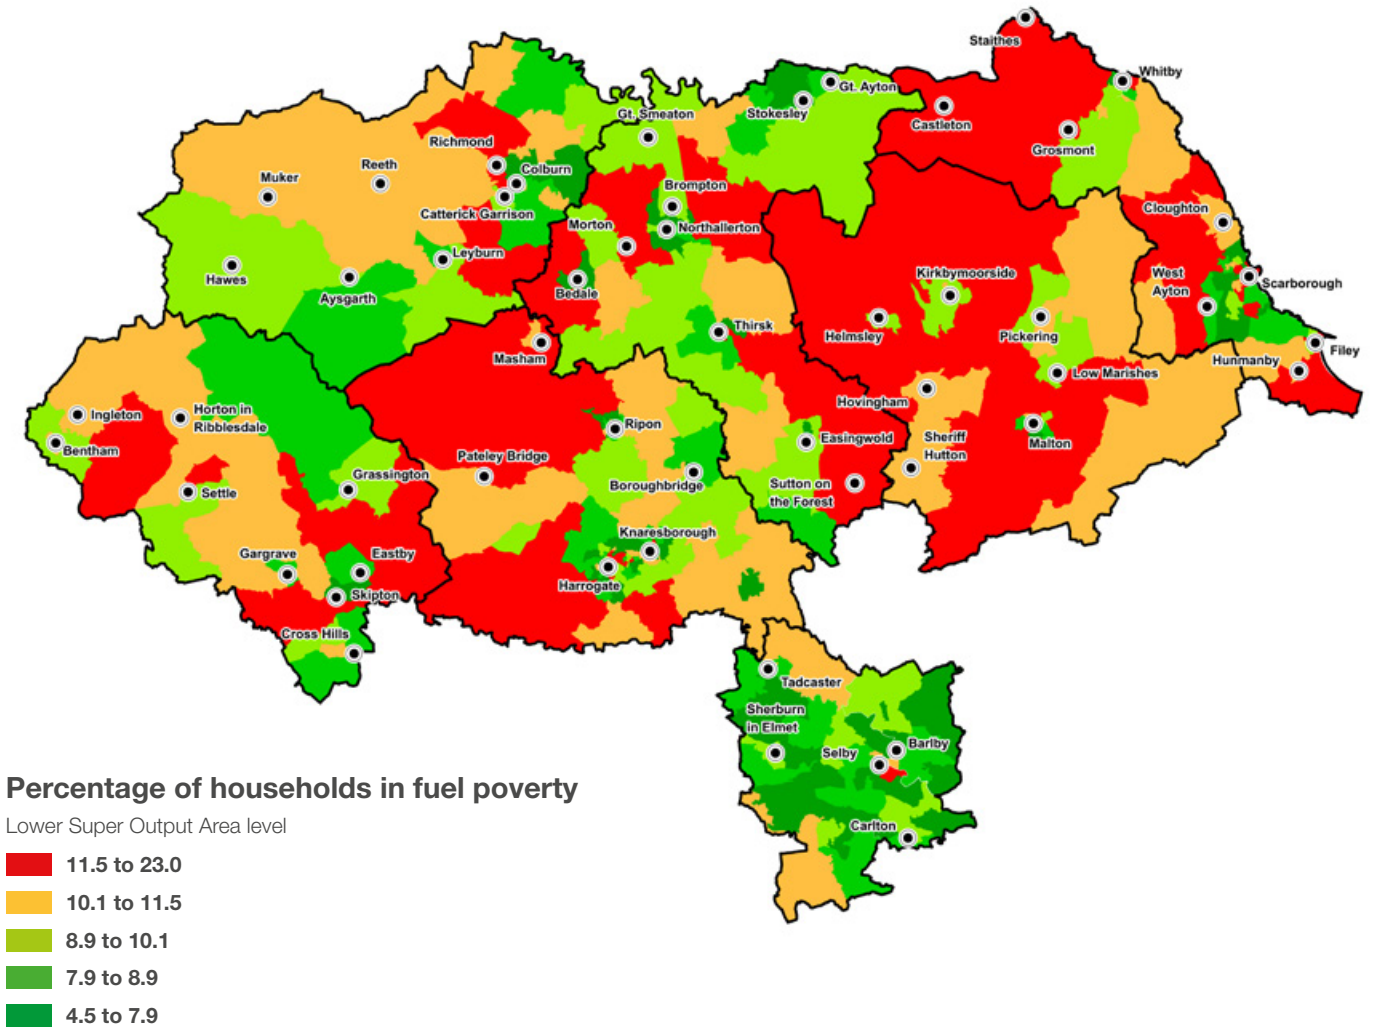 Staithes
Whitby
Gt. Ayton
Stokesley
Castleton
Gt. Smeaton
Grosmont
Richmond
Reeth
Colburn
Muker
Brompton
Catterick Garrison
Cloughton
Morton
Northallerton
Leyburn
Hawes
Kirkbymoorside
West
Ayton
Scarborough
Aysgarth
Bedale
Thirsk
Helmsley
Pickering
Filey
Masham
Hunmanby
Low Marishes
Hovingham
Ingleton
Horton in
Ribblesdale
Ripon
Easingwold
Sheriff
Hutton
Malton
Bentham
Pateley Bridge
Grassington
Boroughbridge
Sutton on
the Forest
Settle
Knaresborough
Gargrave
Eastby
Harrogate
Skipton
Cross Hills
Tadcaster
Sherburn
in Elmet
Selby
Barlby
Carlton
Percentage of households in fuel poverty
Lower Super Output Area level
11.5 to 23.0
10.1 to 11.5
8.9 to 10.1
7.9 to 8.9
4.5 to 7.9